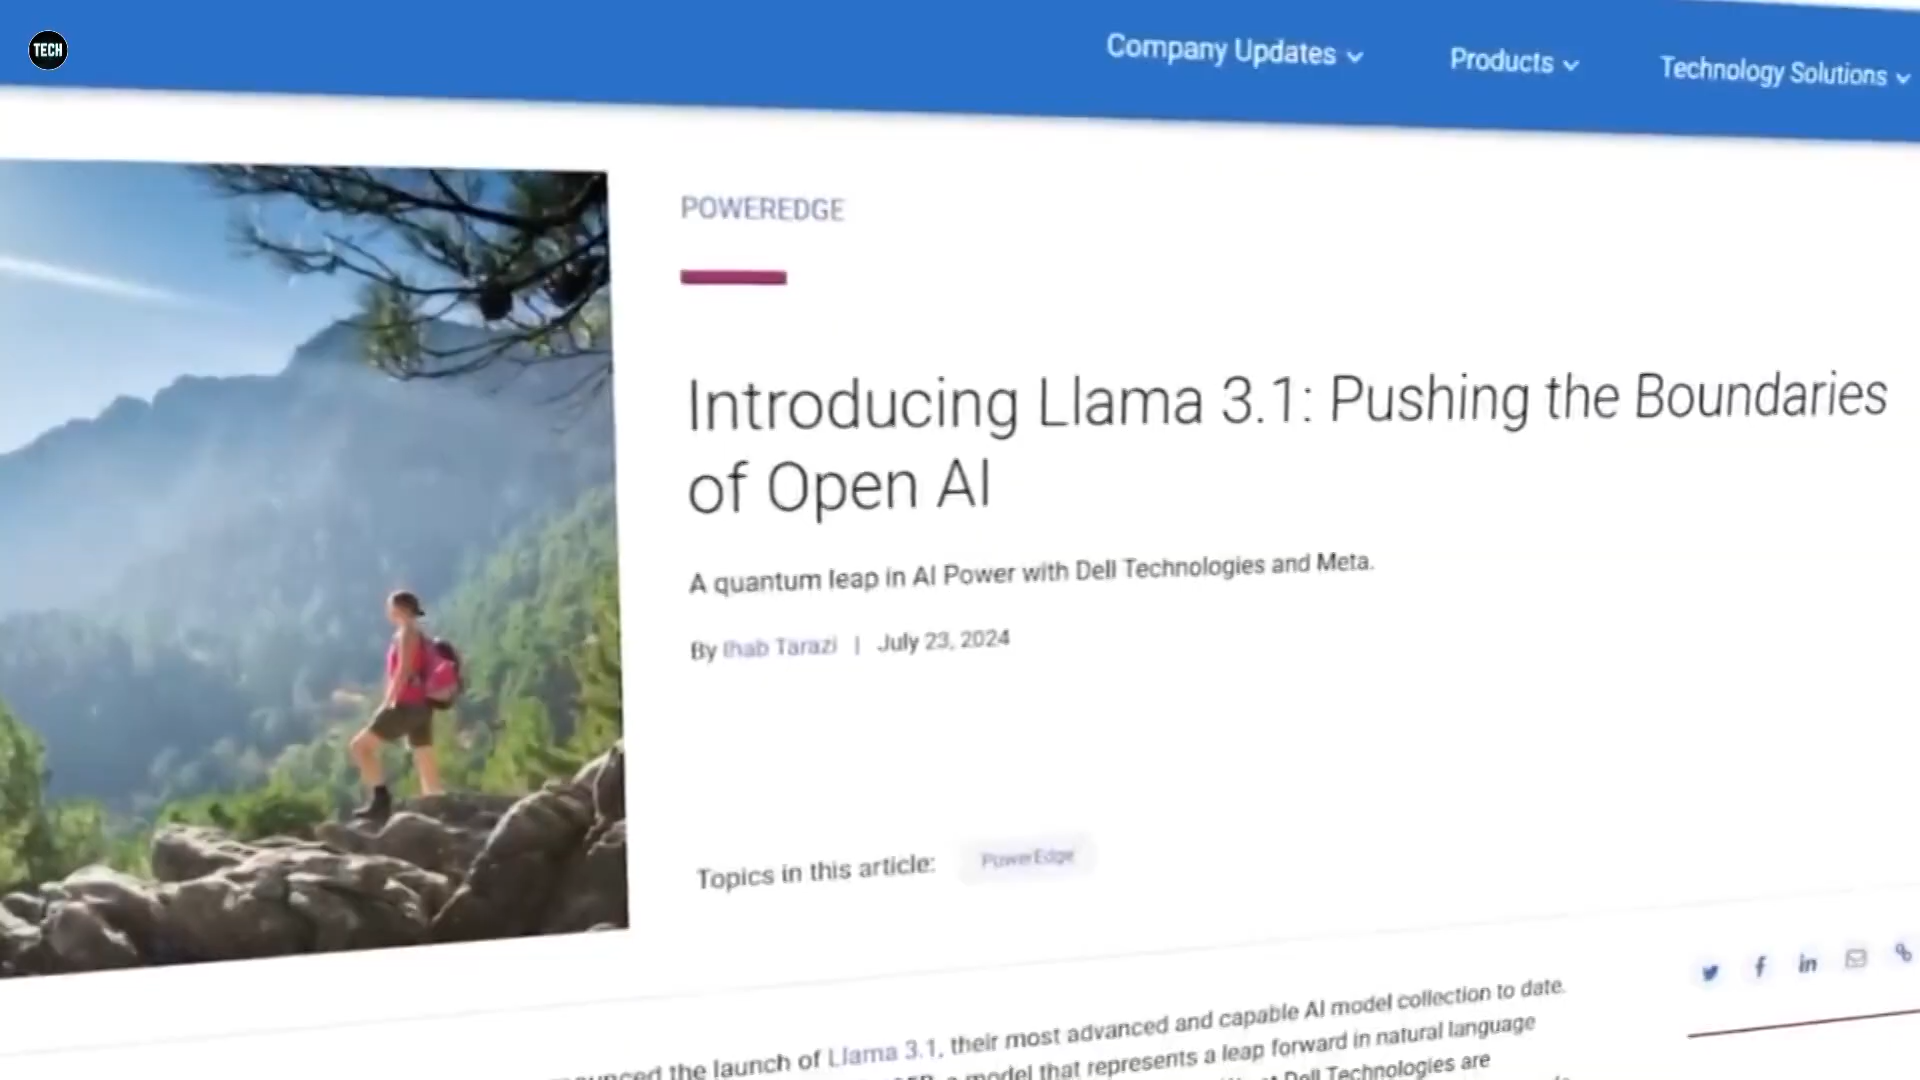 TECH
Company Updates
Products
Technology Solutions
POWEREDGE
Introducing Llama 3.1: Pushing the Boundaries
of Open AI
A quantum leap in AI Power with Dell Technologies and Meta.
By Ihab Tarazi | July 23, 2024
Topics in this article: PowerEdge
the launch of Llama 3.1, their most advanced and capable AI model collection to date.
model that represents a leap forward in natural language
Dell Technologies are